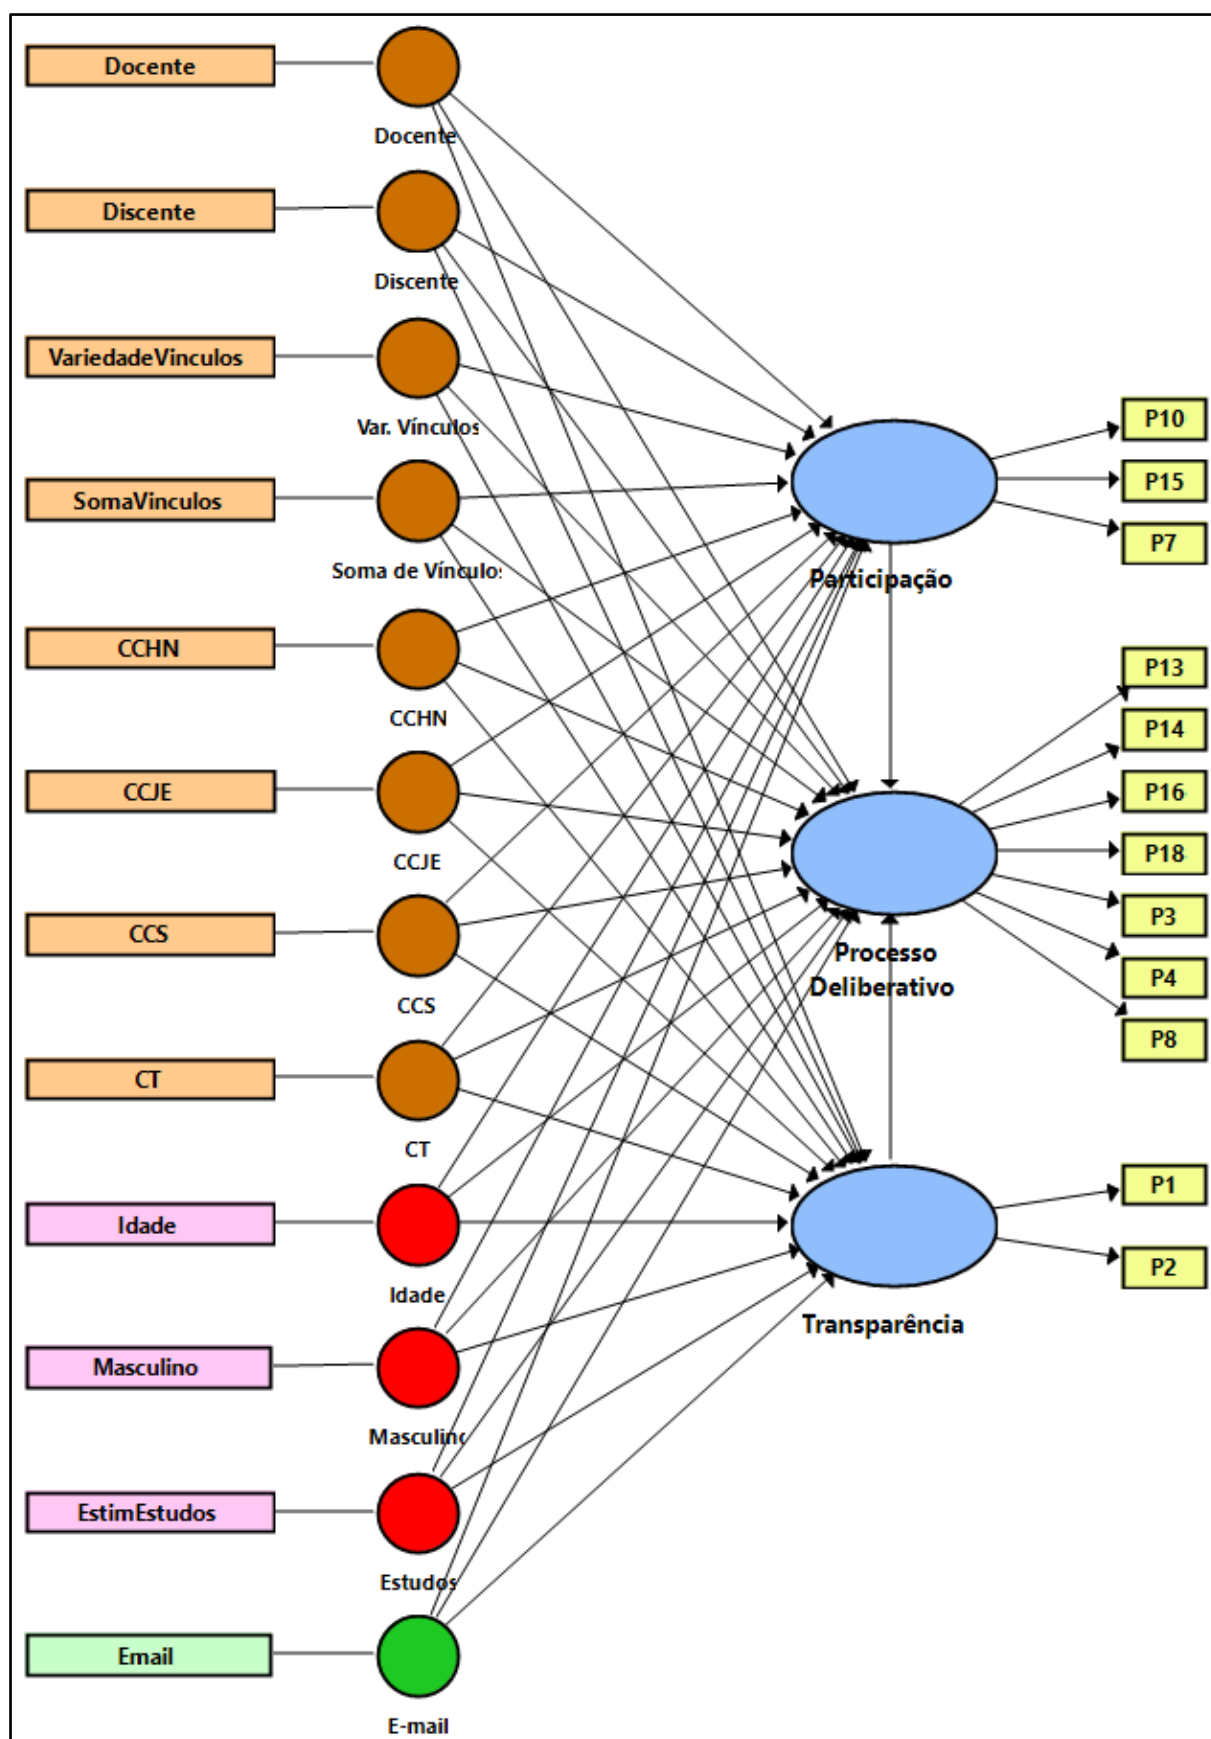 Docente
Docente
Discente
Discente
VariedadeVinculos
Var. Vínculos
SomaVinculos
Soma de Vínculos
CCHN
CCHN
CCJE
CCJE
CCS
CCS
CT
CT
Idade
Idade
Masculino
Masculino
EstimEstudos
Estudos
Email
E-mail
Participação
P10
P15
P7
Processo
Deliberativo
P13
P14
P16
P18
P3
P4
P8
Transparência
P1
P2